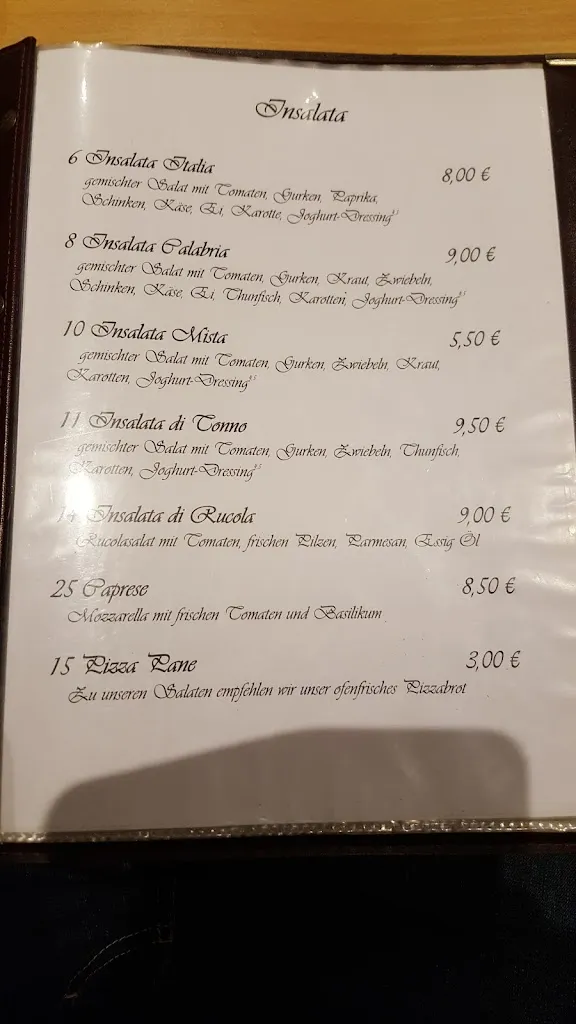 Insalata
6 Insalata Italia 8,00 €
gemischter Salat mit Tomaten, Gurken, Paprika,
Schinken, Käse, Ei, Karotte, Joghurt-Dressing
8 Insalata Calabria 9,00 €
gemischter Salat mit Tomaten, Gurken, Kraut, Zwiebeln,
Schinken, Käse, Ei, Thunfisch, Karotten, Joghurt-Dressing
10 Insalata Mista 5,50 €
gemischter Salat mit Tomaten, Gurken, Zwiebeln, Kraut,
Karotten, Joghurt-Dressing
11 Insalata di Tonno 9,50 €
gemischter Salat mit Tomaten, Gurken, Zwiebeln, Thunfisch,
Karotten, Joghurt-Dressing
14 Insalata di Rucola 9,00 €
Rucolasalat mit Tomaten, frischen Pilzen, Parmesan, Essig Öl
25 Caprese 8,50 €
Mozzarella mit frischen Tomaten und Basilikum
15 Pizza Pane 3,00 €
Zu unseren Salaten empfehlen wir unser ofenfrisches Pizzabrot